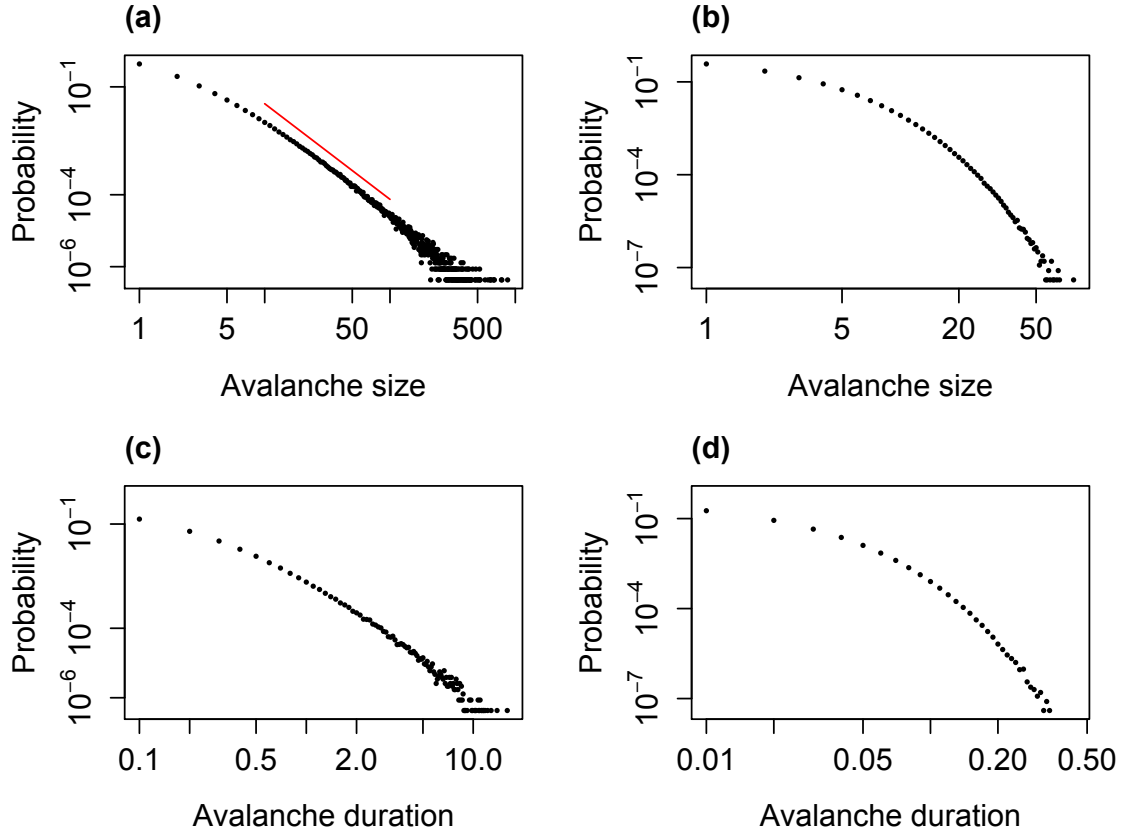 (a)
Probability
10⁻¹
10⁻⁴
10⁻⁶
1 5 50 500
Avalanche size
(b)
Probability
10⁻¹
10⁻⁴
10⁻⁷
1 5 20 50
Avalanche size
(c)
Probability
10⁻¹
10⁻⁴
10⁻⁶
0.1 0.5 2.0 10.0
Avalanche duration
(d)
Probability
10⁻¹
10⁻⁴
10⁻⁷
0.01 0.05 0.20 0.50
Avalanche duration